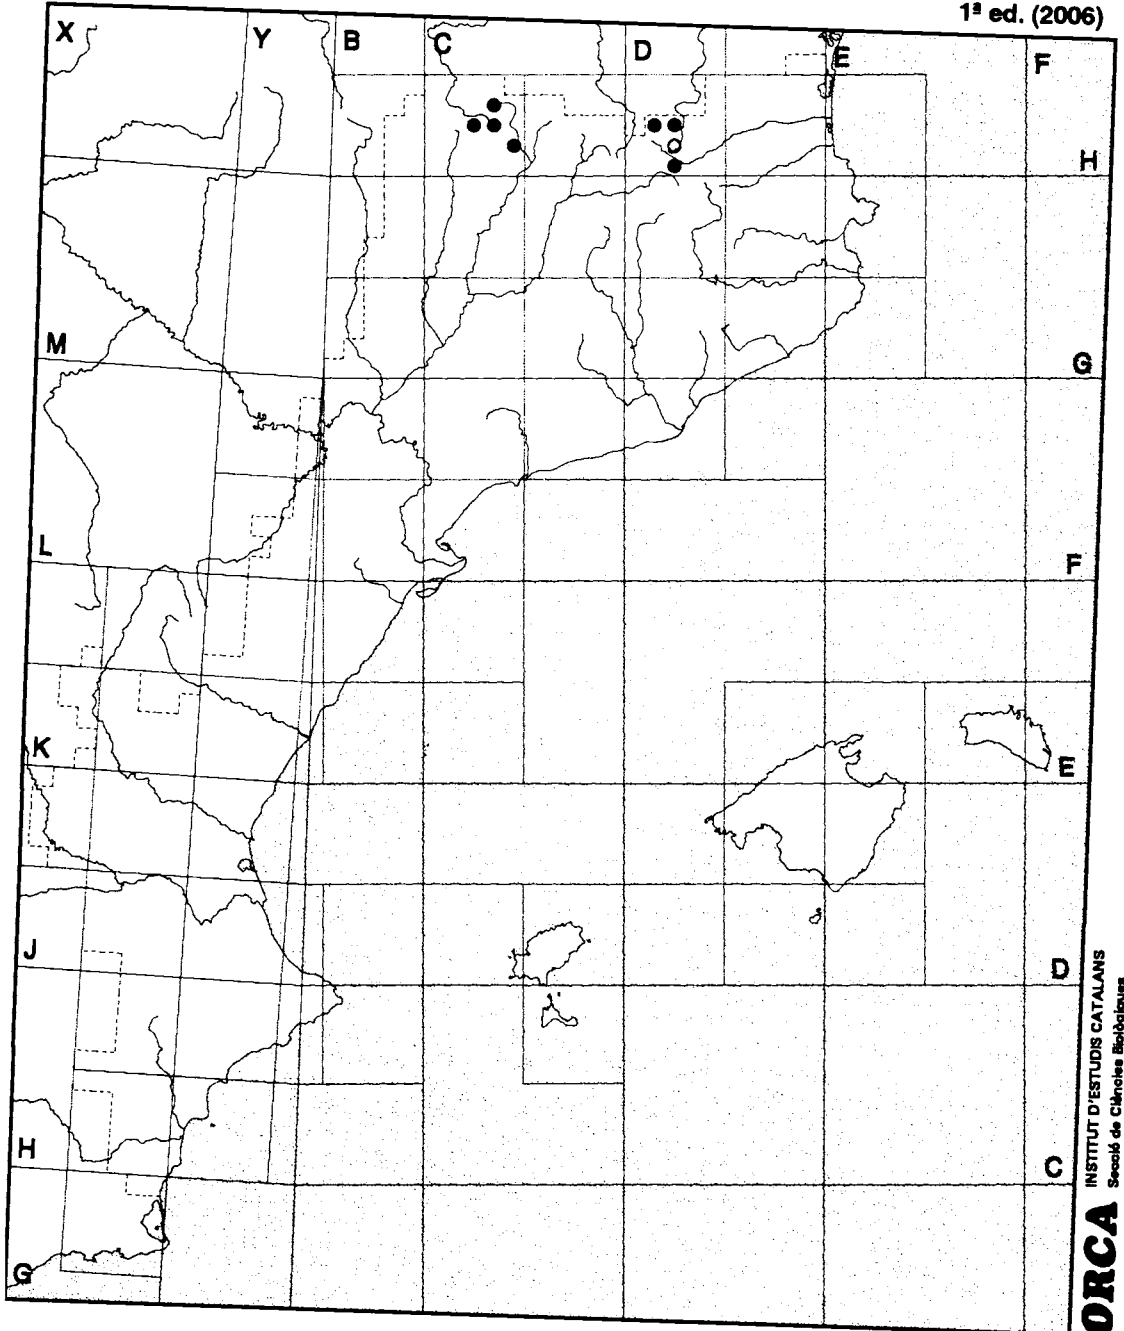 1ª ed. (2006)
X
Y
B
C
D
E
F
H
M
G
L
F
K
E
J
D
H
C
G
ORCA
INSTITUT D'ESTUDIS CATALANS
Secció de Ciències Biològiques